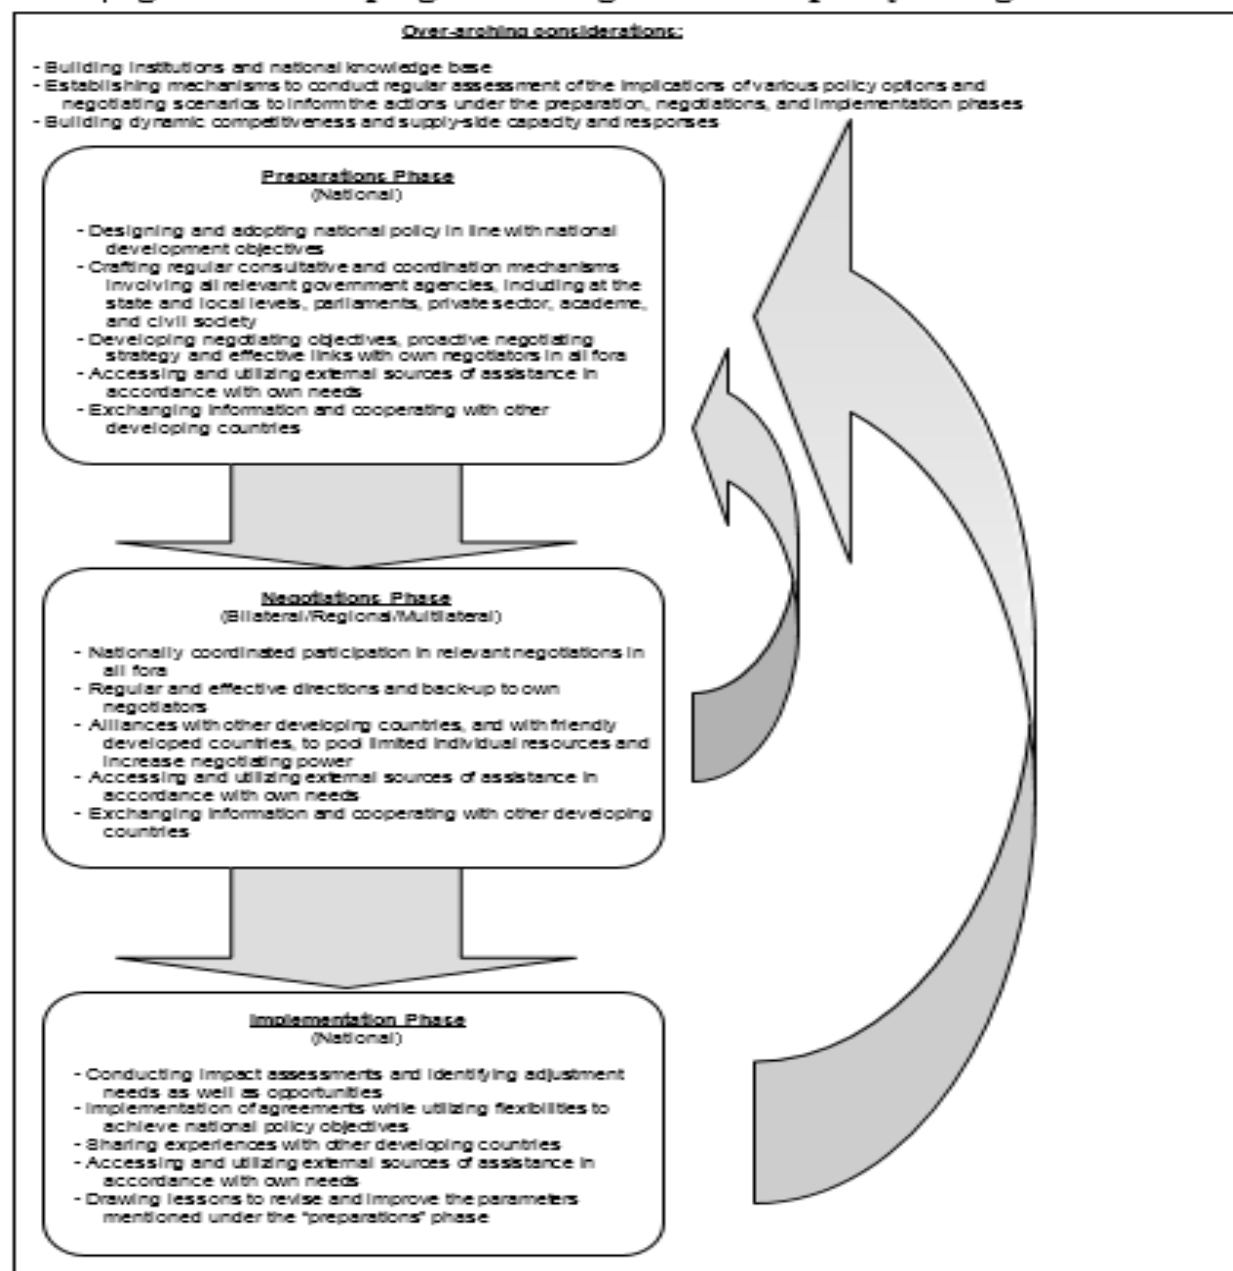 Over-arching considerations:
- Building institutions and national knowledge base
- Establishing mechanisms to conduct regular assessment of the implications of various policy options and
negotiating scenarios to inform the actions under the preparation, negotiations, and implementation phases
- Building dynamic competitiveness and supply-side capacity and responses
Preparations Phase
(National)
- Designing and adopting national policy in line with national
development objectives
- Crafting regular consultative and coordination mechanisms
involving all relevant government agencies, including at the
state and local levels, parliaments, private sector, academe,
and civil society
- Developing negotiating objectives, proactive negotiating
strategy and effective links with own negotiators in all fora
- Accessing and utilizing external sources of assistance in
accordance with own needs
- Exchanging information and cooperating with other
developing countries
Negotiations Phase
(Bilateral/Regional/Multilateral)
- Nationally coordinated participation in relevant negotiations in
all fora
- Regular and effective directions and back-up to own
negotiators
- Alliances with other developing countries, and with friendly
developed countries, to pool limited individual resources and
increase negotiating power
- Accessing and utilizing external sources of assistance in
accordance with own needs
- Exchanging information and cooperating with other developing
countries
Implementation Phase
(National)
- Conducting impact assessments and identifying adjustment
needs as well as opportunities
- Implementation of agreements while utilizing flexibilities to
achieve national policy objectives
- Sharing experiences with other developing countries
- Accessing and utilizing external sources of assistance in
accordance with own needs
- Drawing lessons to revise and improve the parameters
mentioned under the "preparations" phase